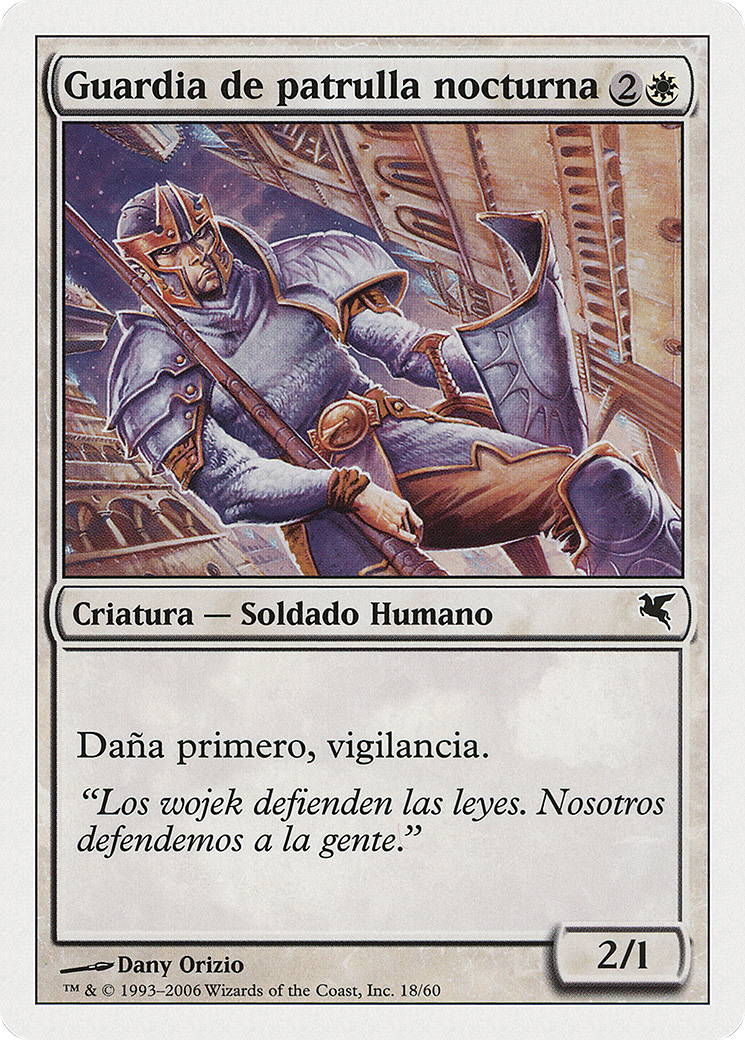 Guardia de patrulla nocturna 2
Criatura — Soldado Humano
Daña primero, vigilancia.
“Los wojek defienden las leyes. Nosotros
defendemos a la gente.”
2/1
Dany Orizio
™ & © 1993–2006 Wizards of the Coast, Inc. 18/60